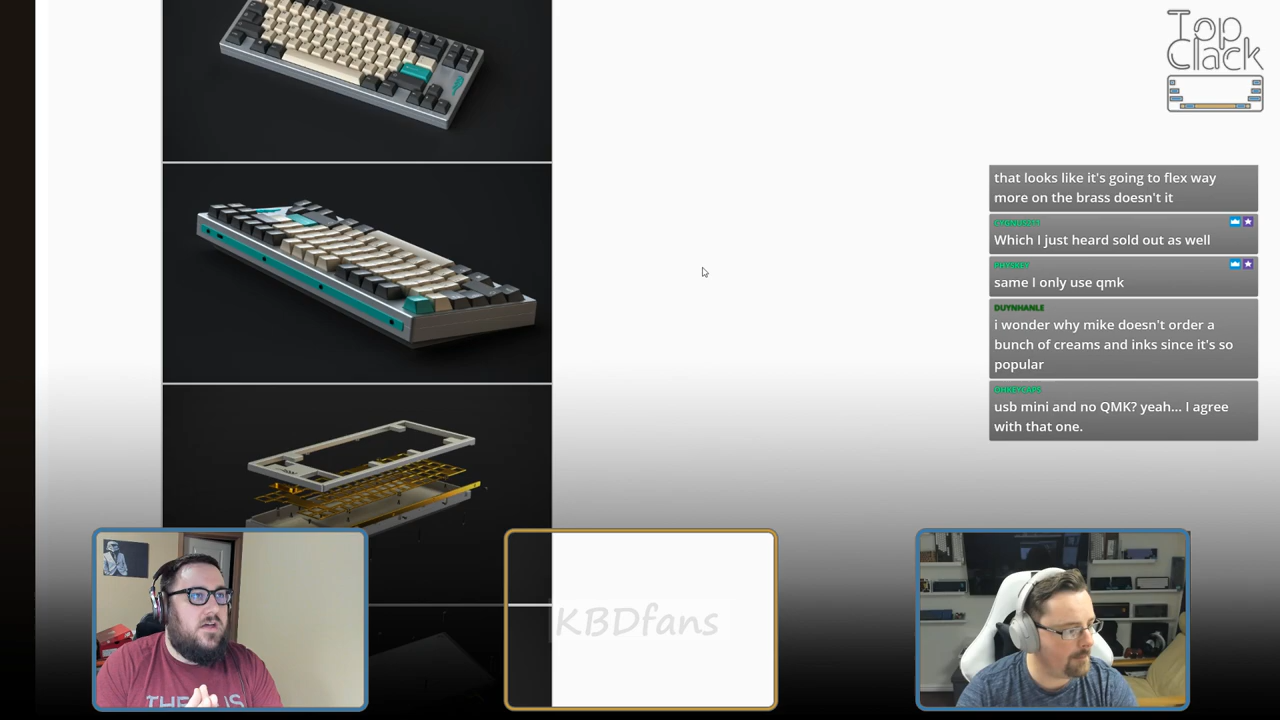 Top
Clack
that looks like it's going to flex way
more on the brass doesn't it
Which I just heard sold out as well
same I only use qmk
DUYNHANLE
i wonder why mike doesn't order a
bunch of creams and inks since it's so
popular
usb mini and no QMK? yeah... I agree
with that one.
KBDfans